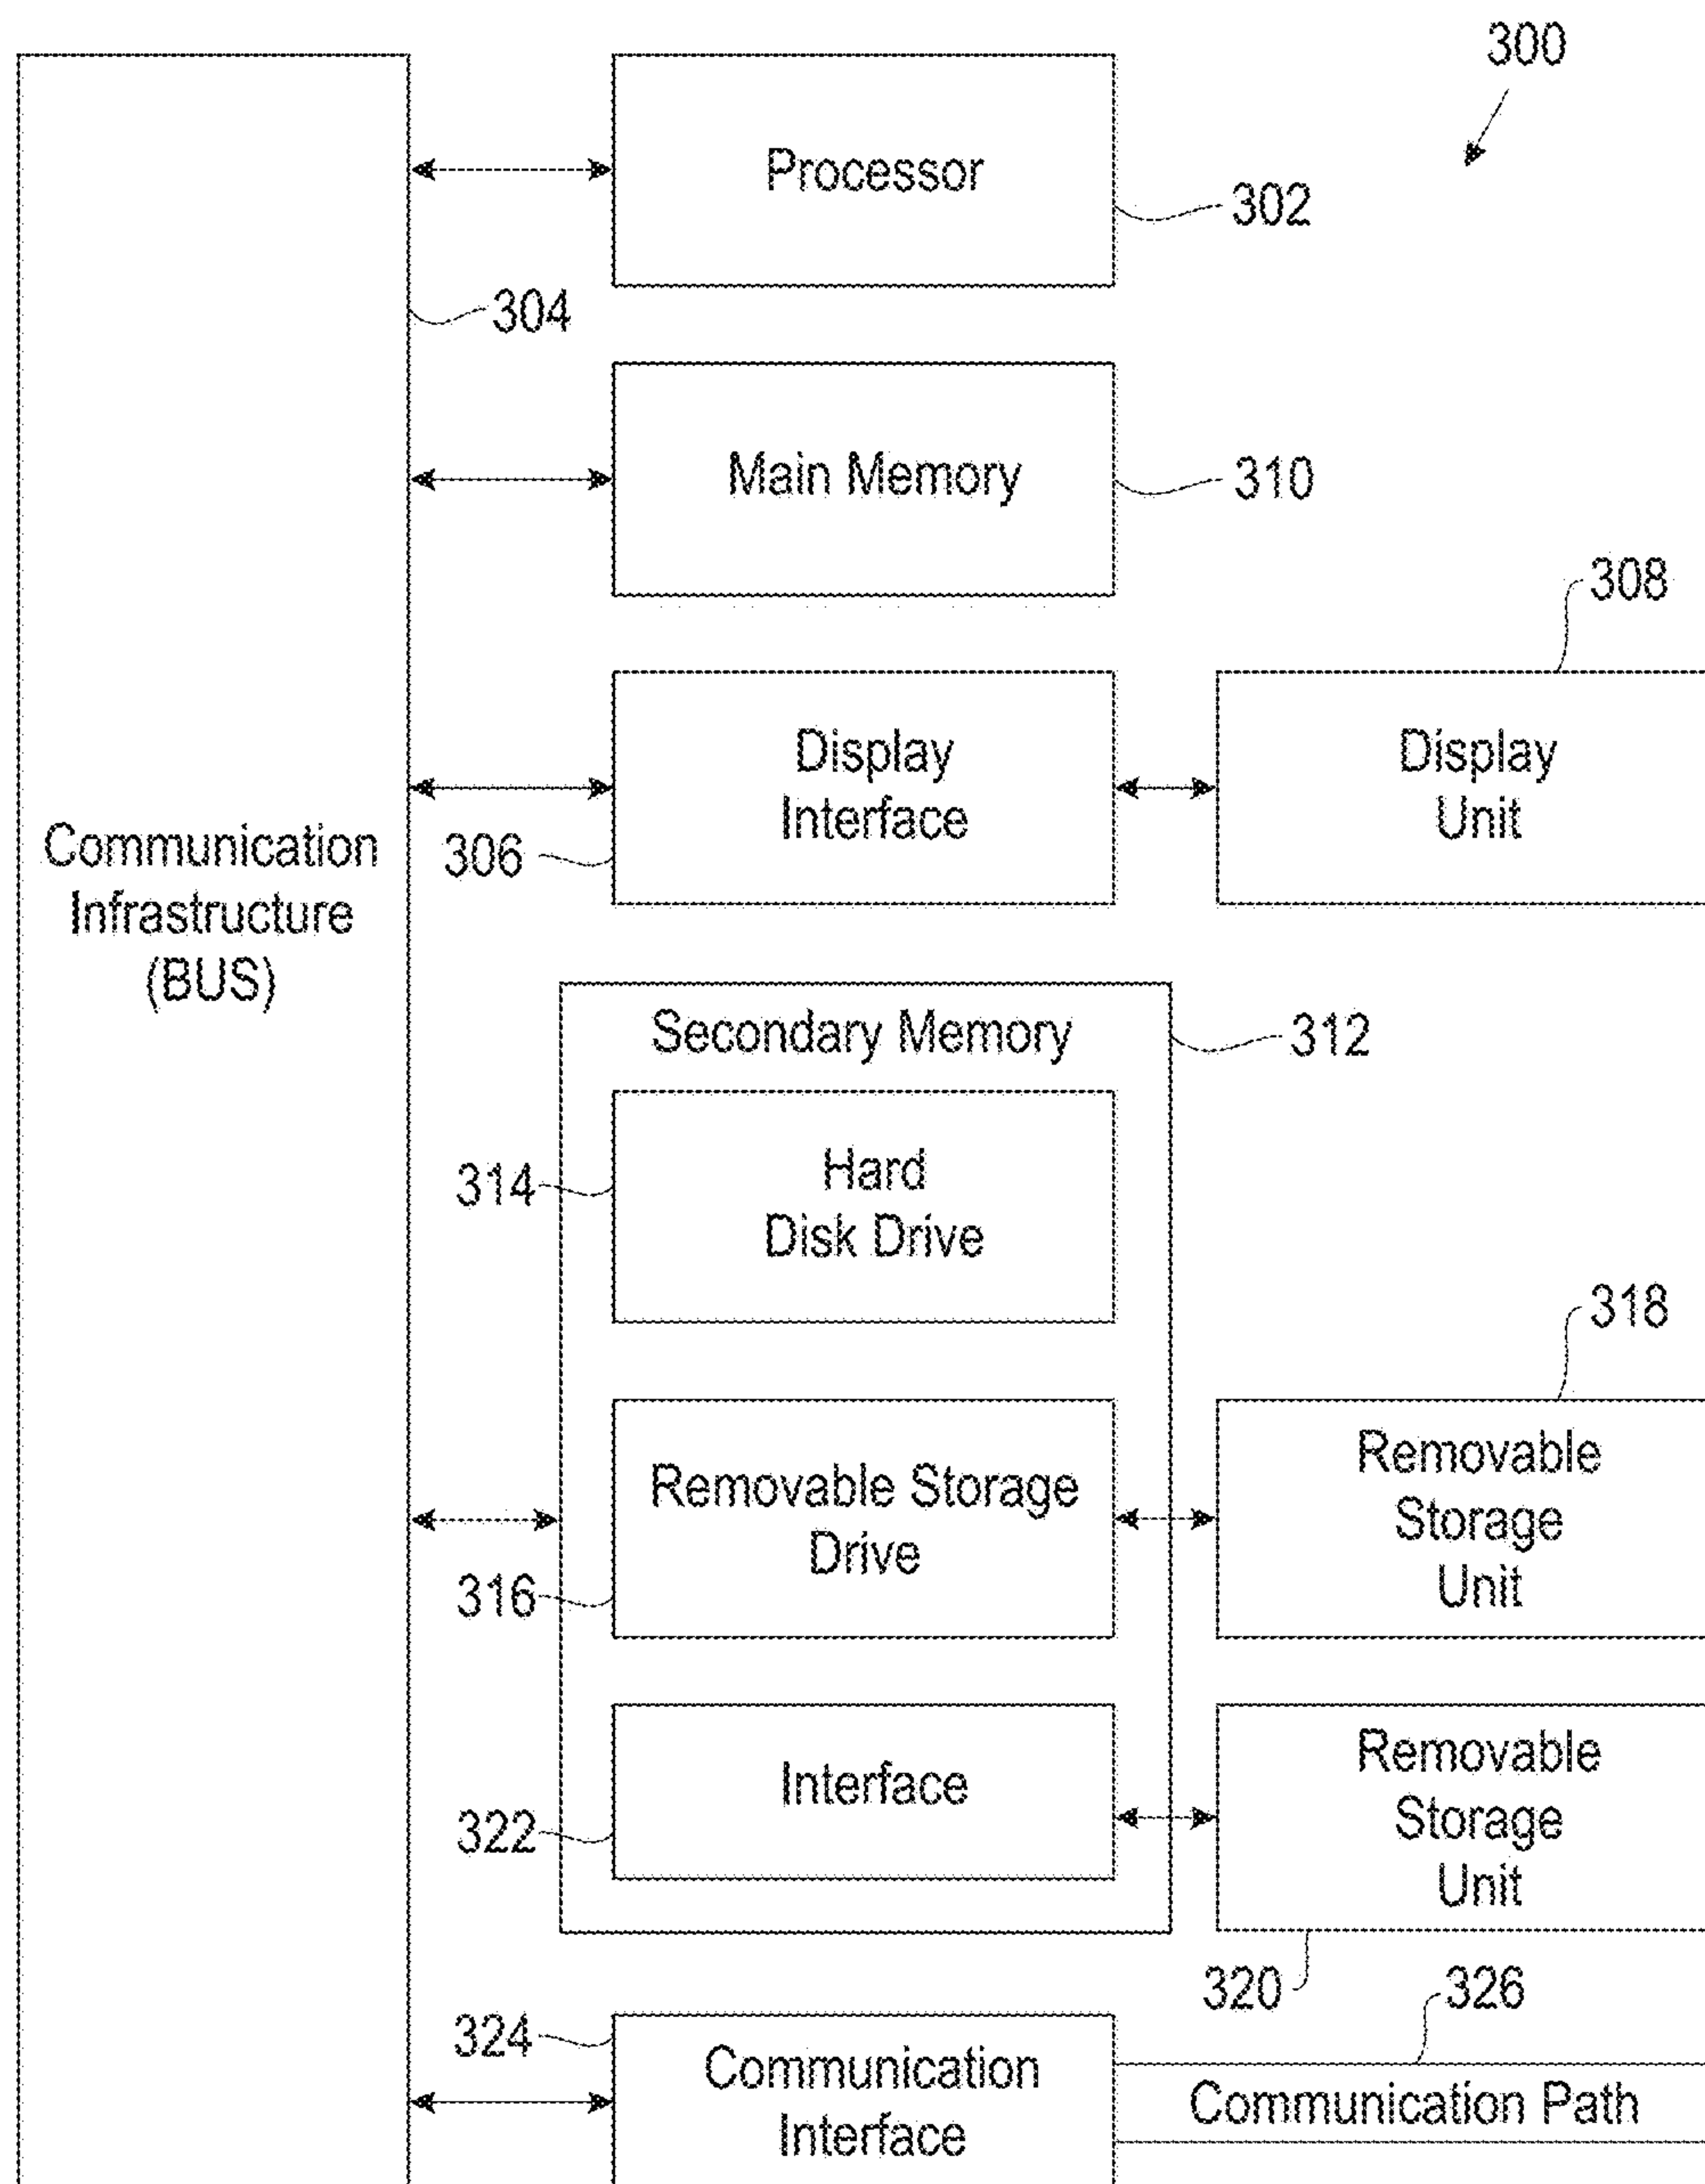 300
Processor
302
304
Main Memory
310
308
Display
Interface
306
Display
Unit
Communication
Infrastructure
(BUS)
Secondary Memory
312
Hard
Disk Drive
314
318
Removable Storage
Drive
316
Removable
Storage
Unit
Interface
322
Removable
Storage
Unit
320
326
324
Communication
Interface
Communication Path